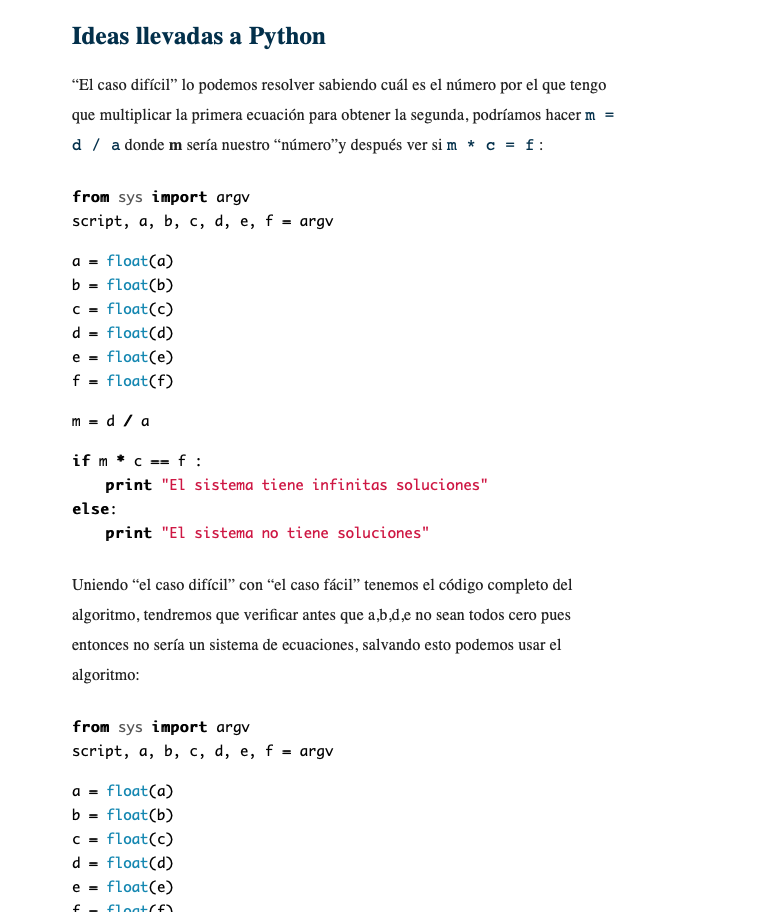 Ideas llevadas a Python
“El caso difícil” lo podemos resolver sabiendo cuál es el número por el que tengo
que multiplicar la primera ecuación para obtener la segunda, podríamos hacer m =
d / a donde m sería nuestro “número”y después ver si m * c = f :
from sys import argv
script, a, b, c, d, e, f = argv
a = float(a)
b = float(b)
c = float(c)
d = float(d)
e = float(e)
f = float(f)
m = d / a
if m * c == f :
    print "El sistema tiene infinitas soluciones"
else:
    print "El sistema no tiene soluciones"
Uniendo “el caso difícil” con “el caso fácil” tenemos el código completo del
algoritmo, tendremos que verificar antes que a,b,d,e no sean todos cero pues
entonces no sería un sistema de ecuaciones, salvando esto podemos usar el
algoritmo:
from sys import argv
script, a, b, c, d, e, f = argv
a = float(a)
b = float(b)
c = float(c)
d = float(d)
e = float(e)
f = float(f)